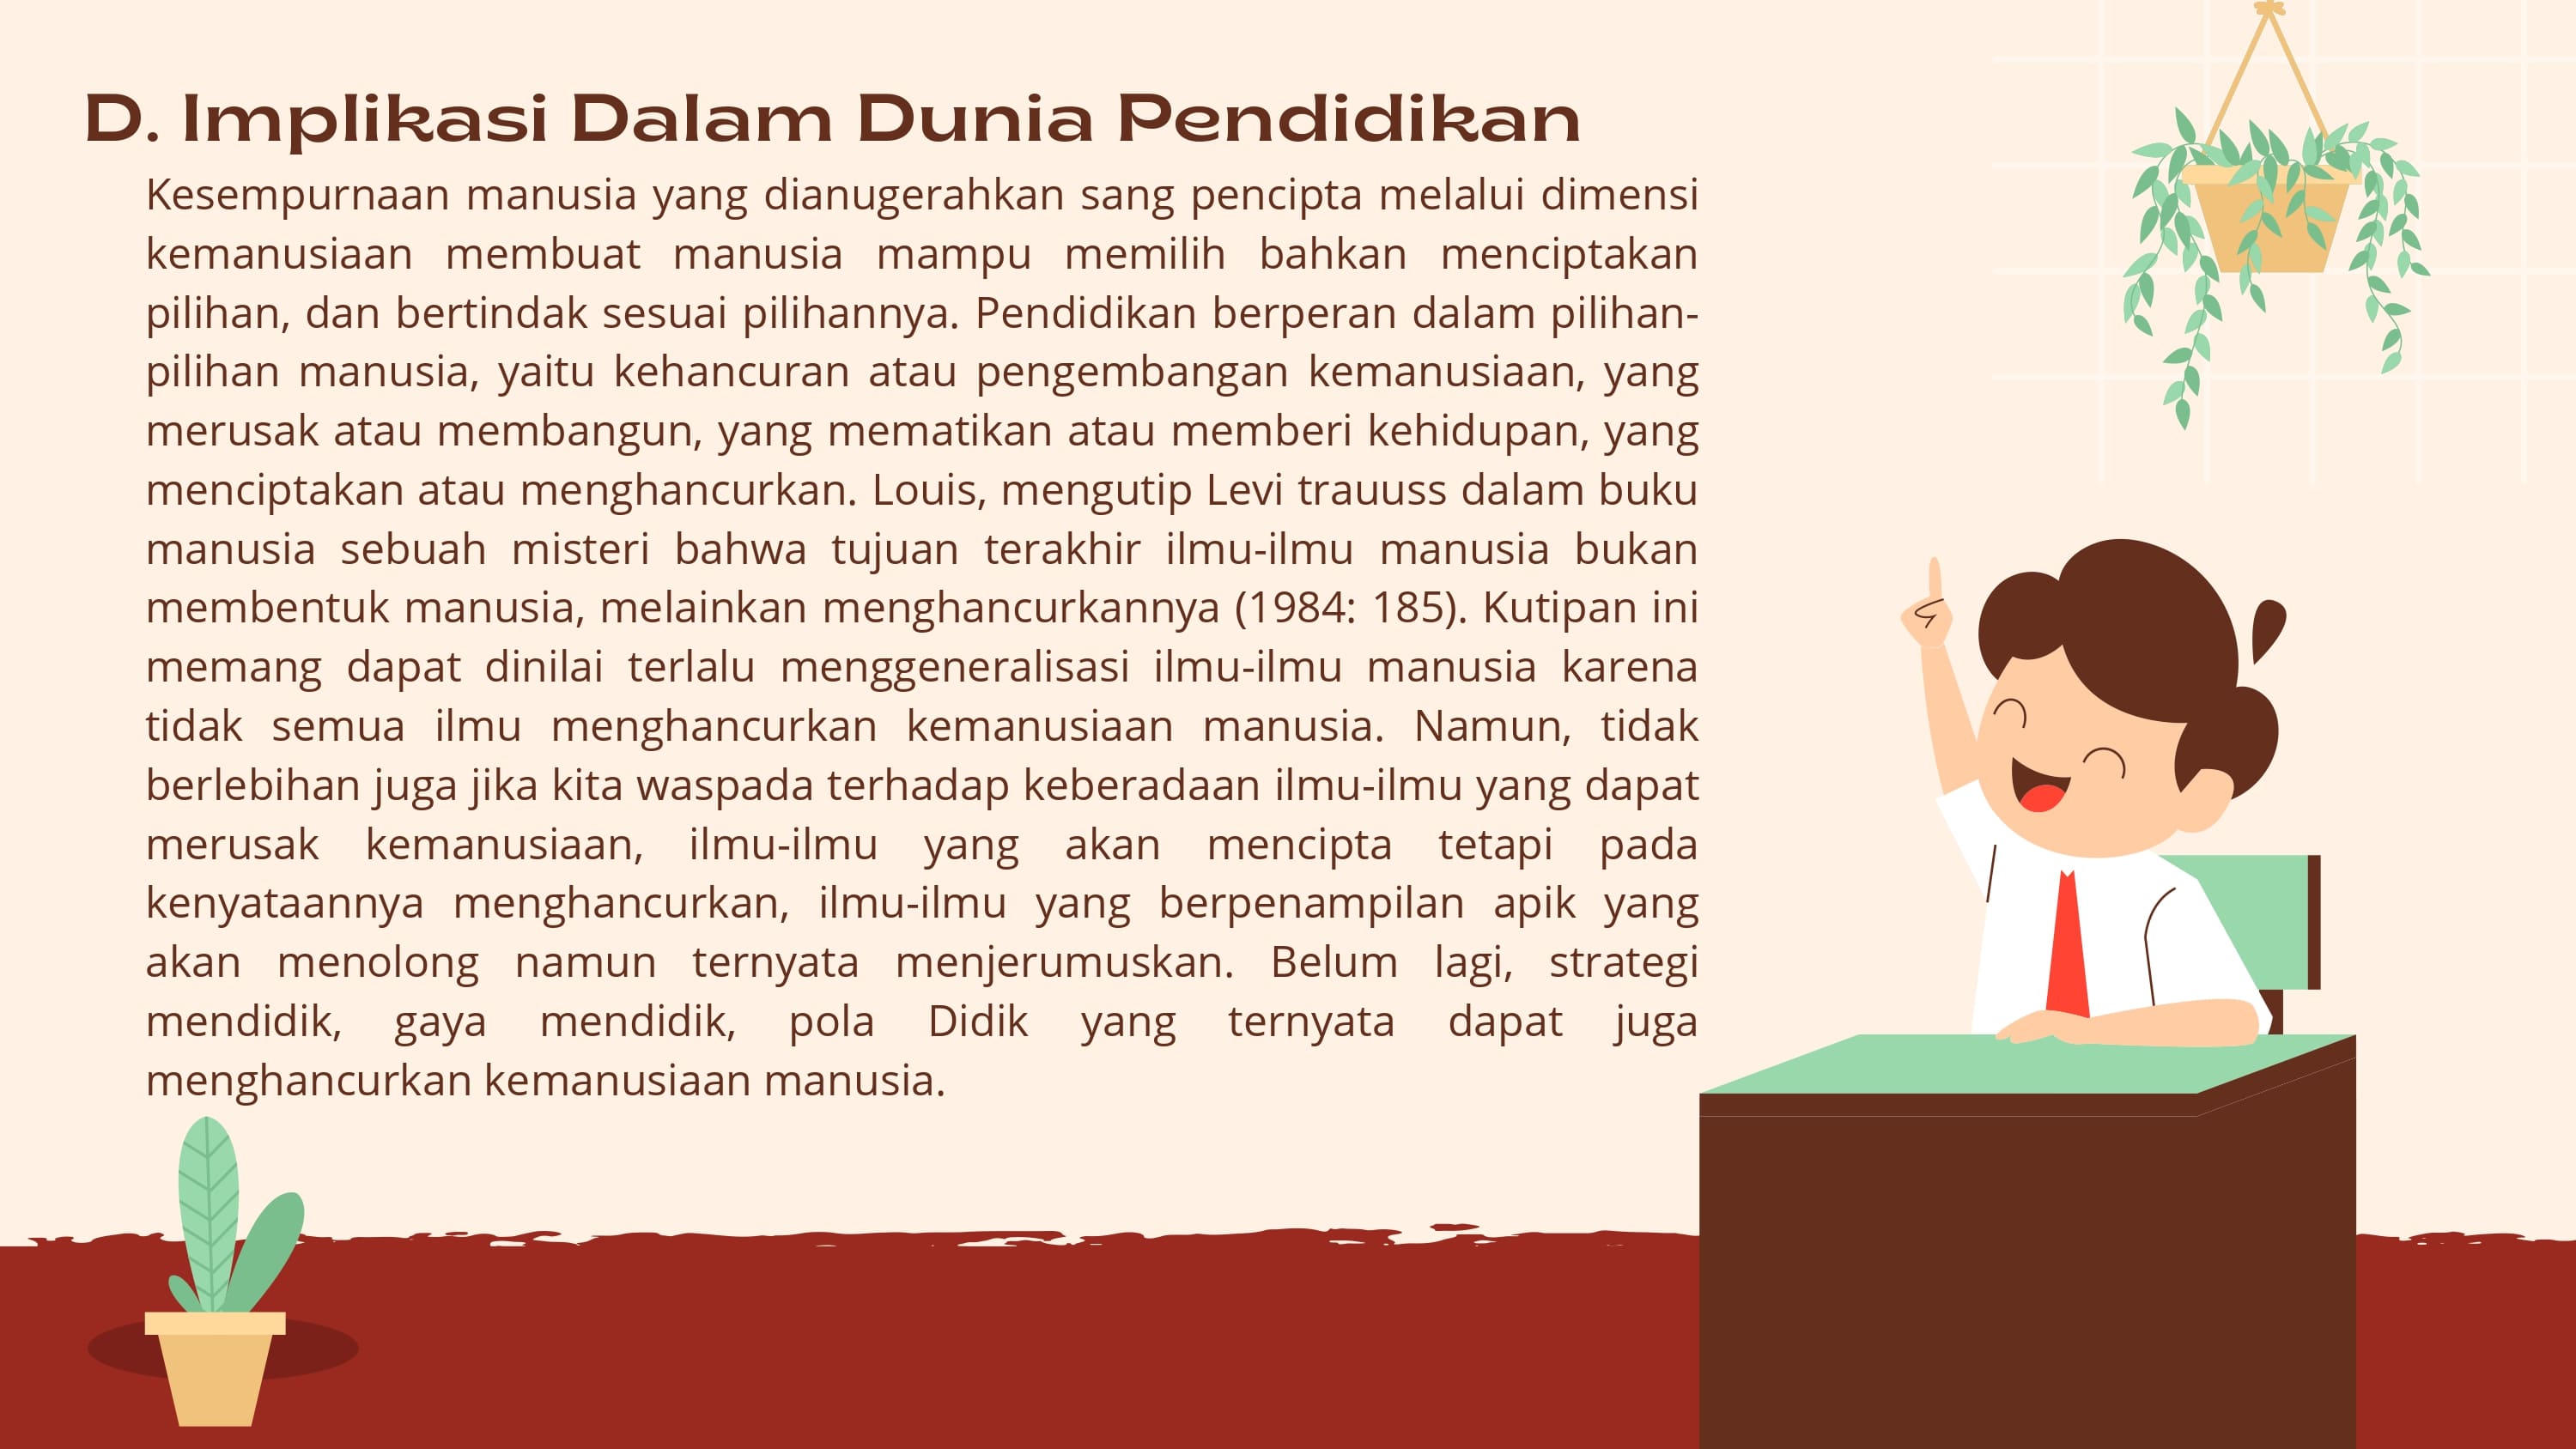 D. Implikasi Dalam Dunia Pendidikan
Kesempurnaan manusia yang dianugerahkan sang pencipta melalui dimensi
kemanusiaan membuat manusia mampu memilih bahkan menciptakan
pilihan, dan bertindak sesuai pilihannya. Pendidikan berperan dalam pilihan-
pilihan manusia, yaitu kehancuran atau pengembangan kemanusiaan, yang
merusak atau membangun, yang mematikan atau memberi kehidupan, yang
menciptakan atau menghancurkan. Louis, mengutip Levi trauuss dalam buku
manusia sebuah misteri bahwa tujuan terakhir ilmu-ilmu manusia bukan
membentuk manusia, melainkan menghancurkannya (1984: 185). Kutipan ini
memang dapat dinilai terlalu menggeneralisasi ilmu-ilmu manusia karena
tidak semua ilmu menghancurkan kemanusiaan manusia. Namun, tidak
berlebihan juga jika kita waspada terhadap keberadaan ilmu-ilmu yang dapat
merusak kemanusiaan, ilmu-ilmu yang akan mencipta tetapi pada
kenyataannya menghancurkan, ilmu-ilmu yang berpenampilan apik yang
akan menolong namun ternyata menjerumuskan. Belum lagi, strategi
mendidik, gaya mendidik, pola Didik yang ternyata dapat juga
menghancurkan kemanusiaan manusia.